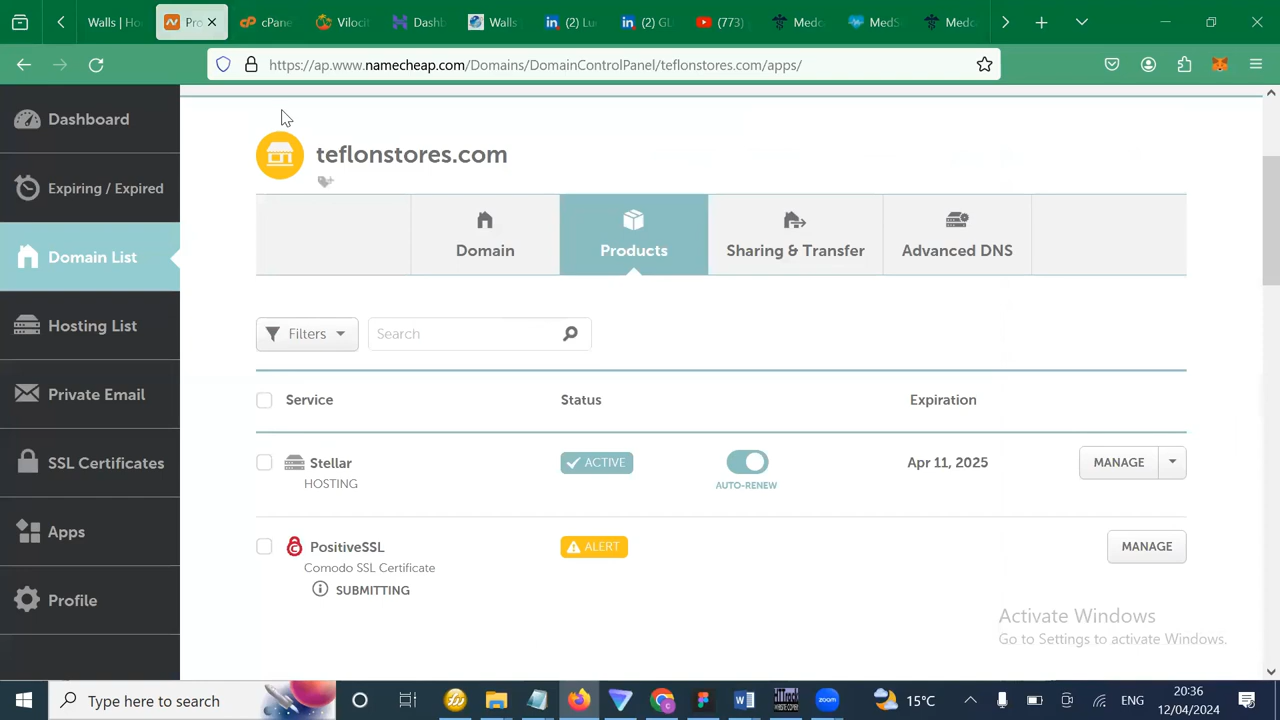 Walls | Ho
Pro
cPane
Viloci
Dashb
Walls
(2) Lu
(2) GL
(773)
Medc
MedS
Medc
https://ap.www.namecheap.com/Domains/DomainControlPanel/teflonstores.com/apps/
Dashboard
Expiring / Expired
Domain List
Hosting List
Private Email
SSL Certificates
Apps
Profile
teflonstores.com
Domain
Products
Sharing & Transfer
Advanced DNS
Filters
Search
Service
Status
Expiration
Stellar
HOSTING
ACTIVE
AUTO-RENEW
Apr 11, 2025
MANAGE
PositiveSSL
Comodo SSL Certificate
SUBMITTING
ALERT
MANAGE
Activate Windows
Go to Settings to activate Windows.
Type here to search
zoom
15°C
ENG
20:36
12/04/2024